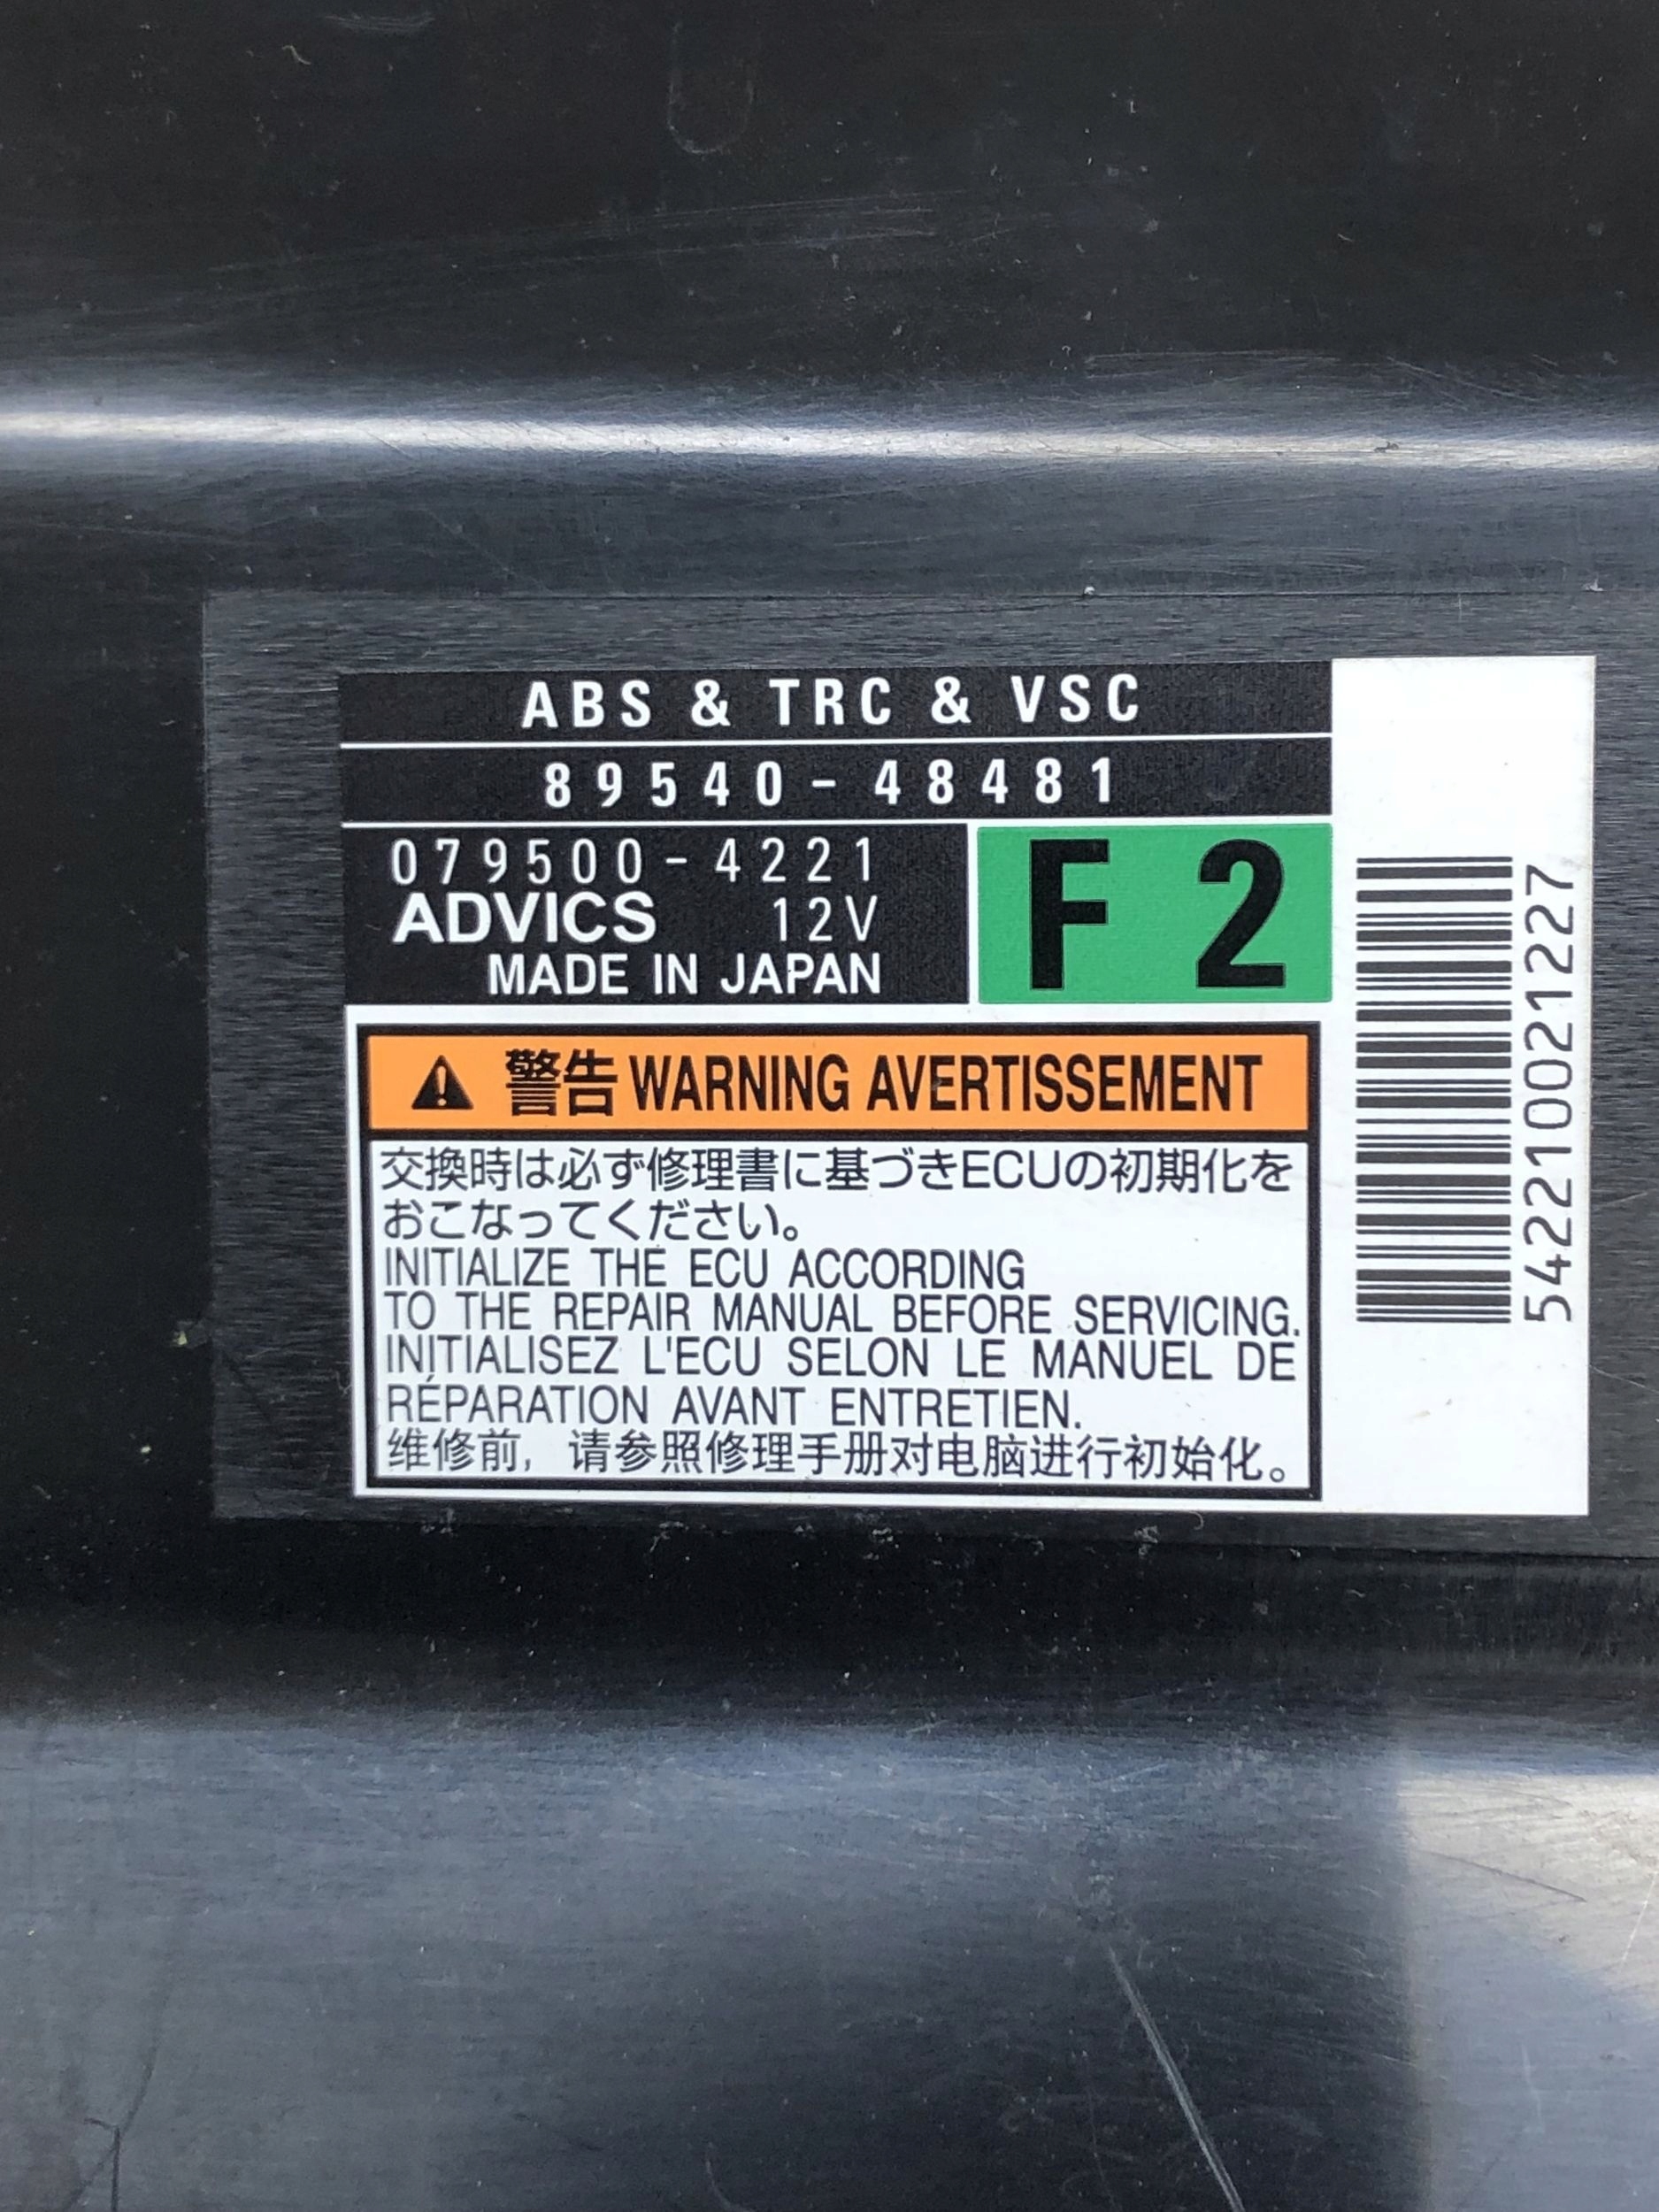 ABS & TRC & VSC
89540-48481
079500-4221
ADVICS 12V
MADE IN JAPAN
F 2
警告 WARNING AVERTISSEMENT
交換時は必ず修理書に基づきECUの初期化を
おこなってください。
INITIALIZE THE ECU ACCORDING
TO THE REPAIR MANUAL BEFORE SERVICING.
INITIALISEZ L'ECU SELON LE MANUEL DE
RÉPARATION AVANT ENTRETIEN.
维修前，请参照修理手册对电脑进行初始化。
542210021227